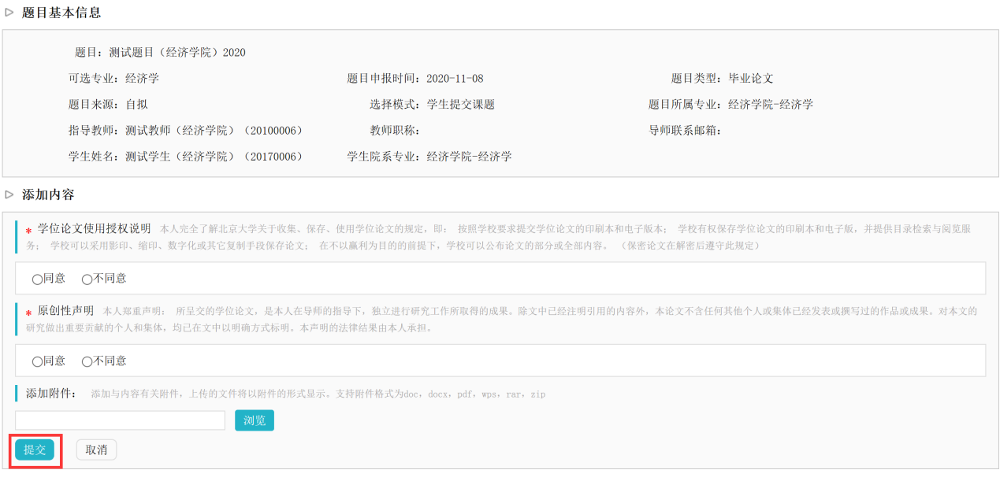 题目基本信息
题目：测试题目（经济学院）2020
可选专业：经济学 题目申报时间：2020-11-08 题目类型：毕业论文
题目来源：自拟 选择模式：学生提交课题 题目所属专业：经济学院-经济学
指导教师：测试教师（经济学院）（20100006） 教师职称： 导师联系邮箱：
学生姓名：测试学生（经济学院）（20170006） 学生院系专业：经济学院-经济学
添加内容
* 学位论文使用授权说明 本人完全了解北京大学关于收集、保存、使用学位论文的规定，即： 按照学校要求提交学位论文的印刷本和电子版本； 学校有权保存学位论文的印刷本和电子版，并提供目录检索与阅览服
务； 学校可以采用影印、缩印、数字化或其它复制手段保存论文； 在不以赢利为目的的前提下，学校可以公布论文的部分或全部内容。 （保密论文在解密后遵守此规定）
同意 不同意
* 原创性声明 本人郑重声明： 所呈交的学位论文，是本人在导师的指导下，独立进行研究工作所取得的成果。除文中已经注明引用的内容外，本论文不含任何其他个人或集体已经发表或撰写过的作品或成果。对本文的
研究做出重要贡献的个人和集体，均已在文中以明确方式标明。本声明的法律结果由本人承担。
同意 不同意
添加附件： 添加与内容有关附件，上传的文件将以附件的形式显示。支持附件格式为doc，docx，pdf，wps，rar，zip
浏览
提交 取消